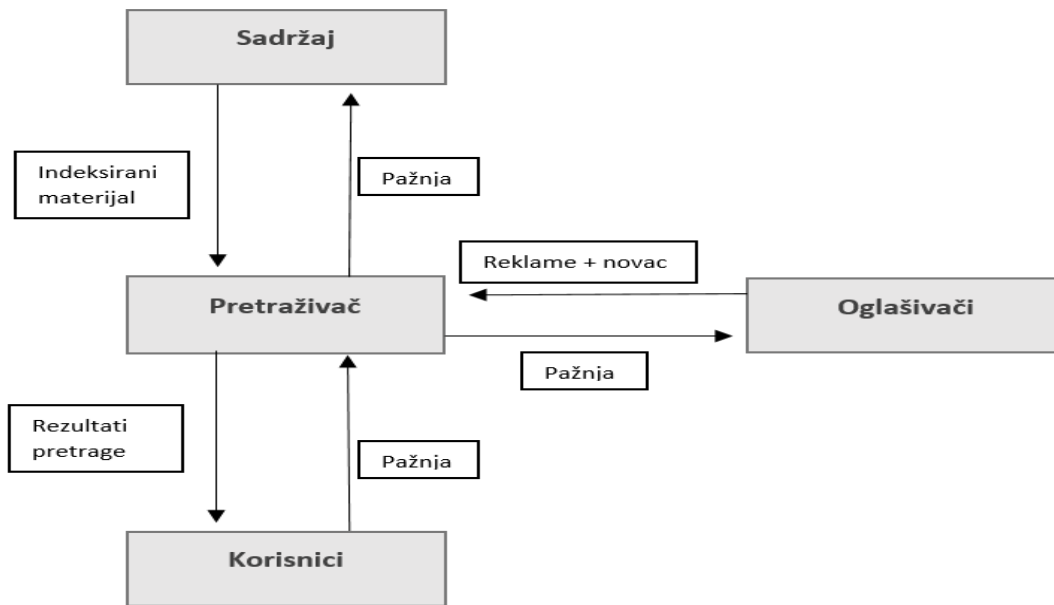 Sadržaj
Indeksirani
materijal
Pažnja
Reklame + novac
Pretraživač
Oglašivači
Pažnja
Rezultati
pretrage
Pažnja
Korisnici